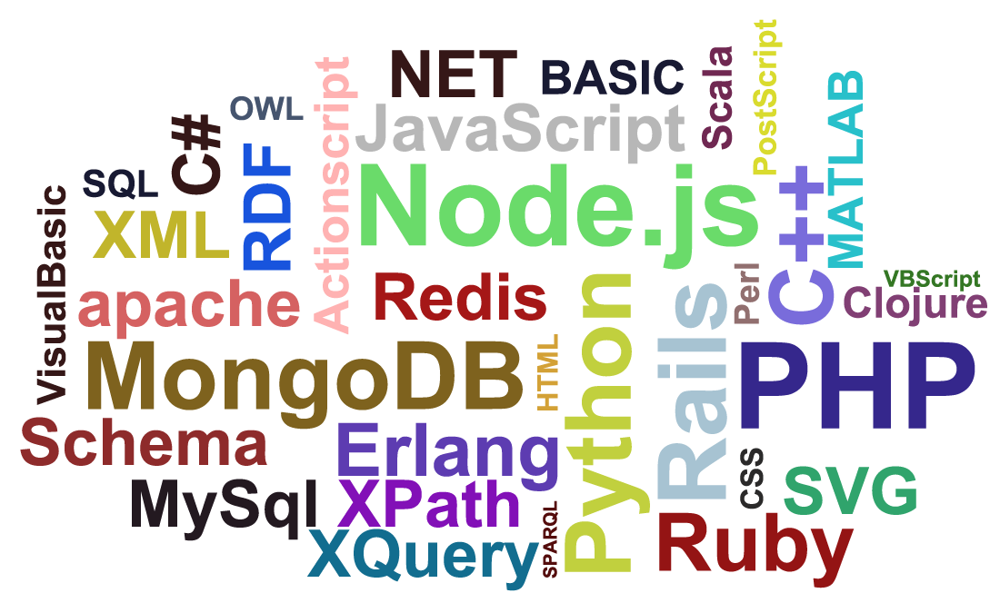 NET
BASIC
Scala
PostScript
OWL
Actionscript
JavaScript
C#
MATLAB
SQL
RDF
Node.js
C++
VisualBasic
XML
apache
Redis
Python
Rails
Perl
VBScript
Clojure
MongoDB
HTML
PHP
Schema
Erlang
CSS
SVG
MySql
XPath
SPARQL
XQuery
Ruby